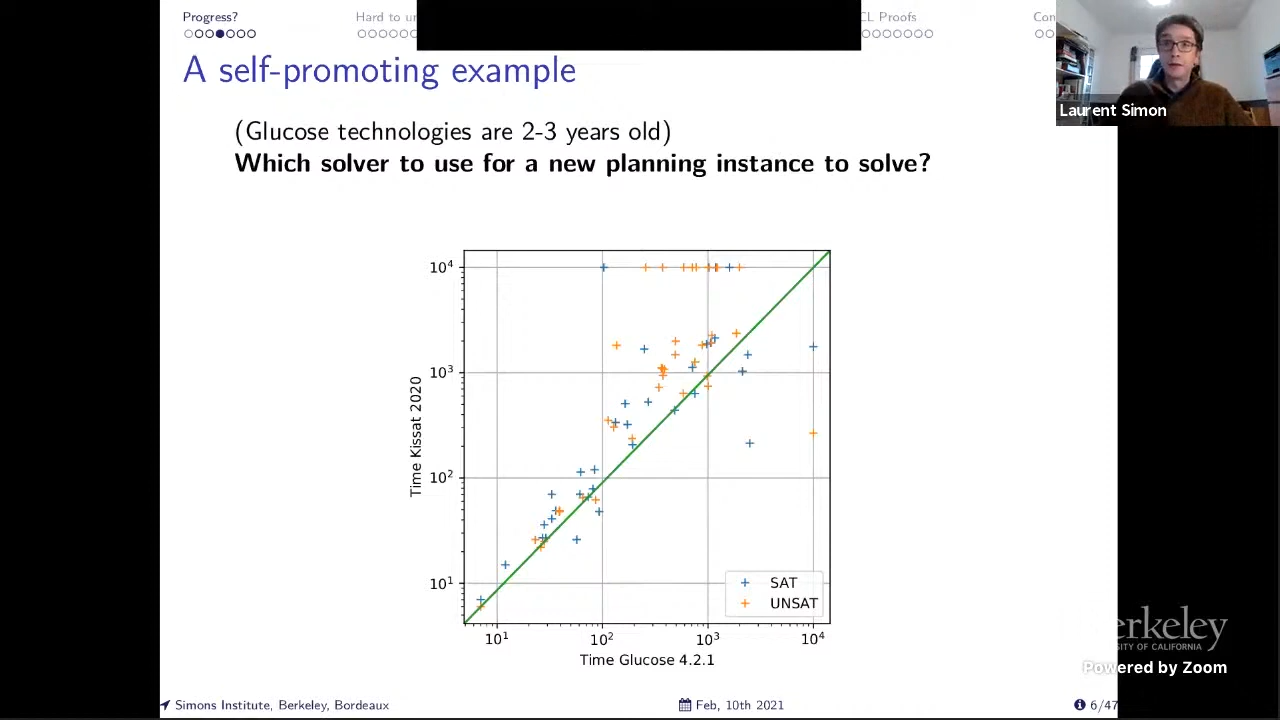 Progress?
Hard to
CL Proofs
A self-promoting example
Laurent Simon
(Glucose technologies are 2-3 years old)
Which solver to use for a new planning instance to solve?
10⁴
10³
10²
10¹
Time Kissat 2020
SAT
UNSAT
10¹ 10² 10³ 10⁴
Time Glucose 4.2.1
Powered by Zoom
Simons Institute, Berkeley, Bordeaux
Feb, 10th 2021
6/47